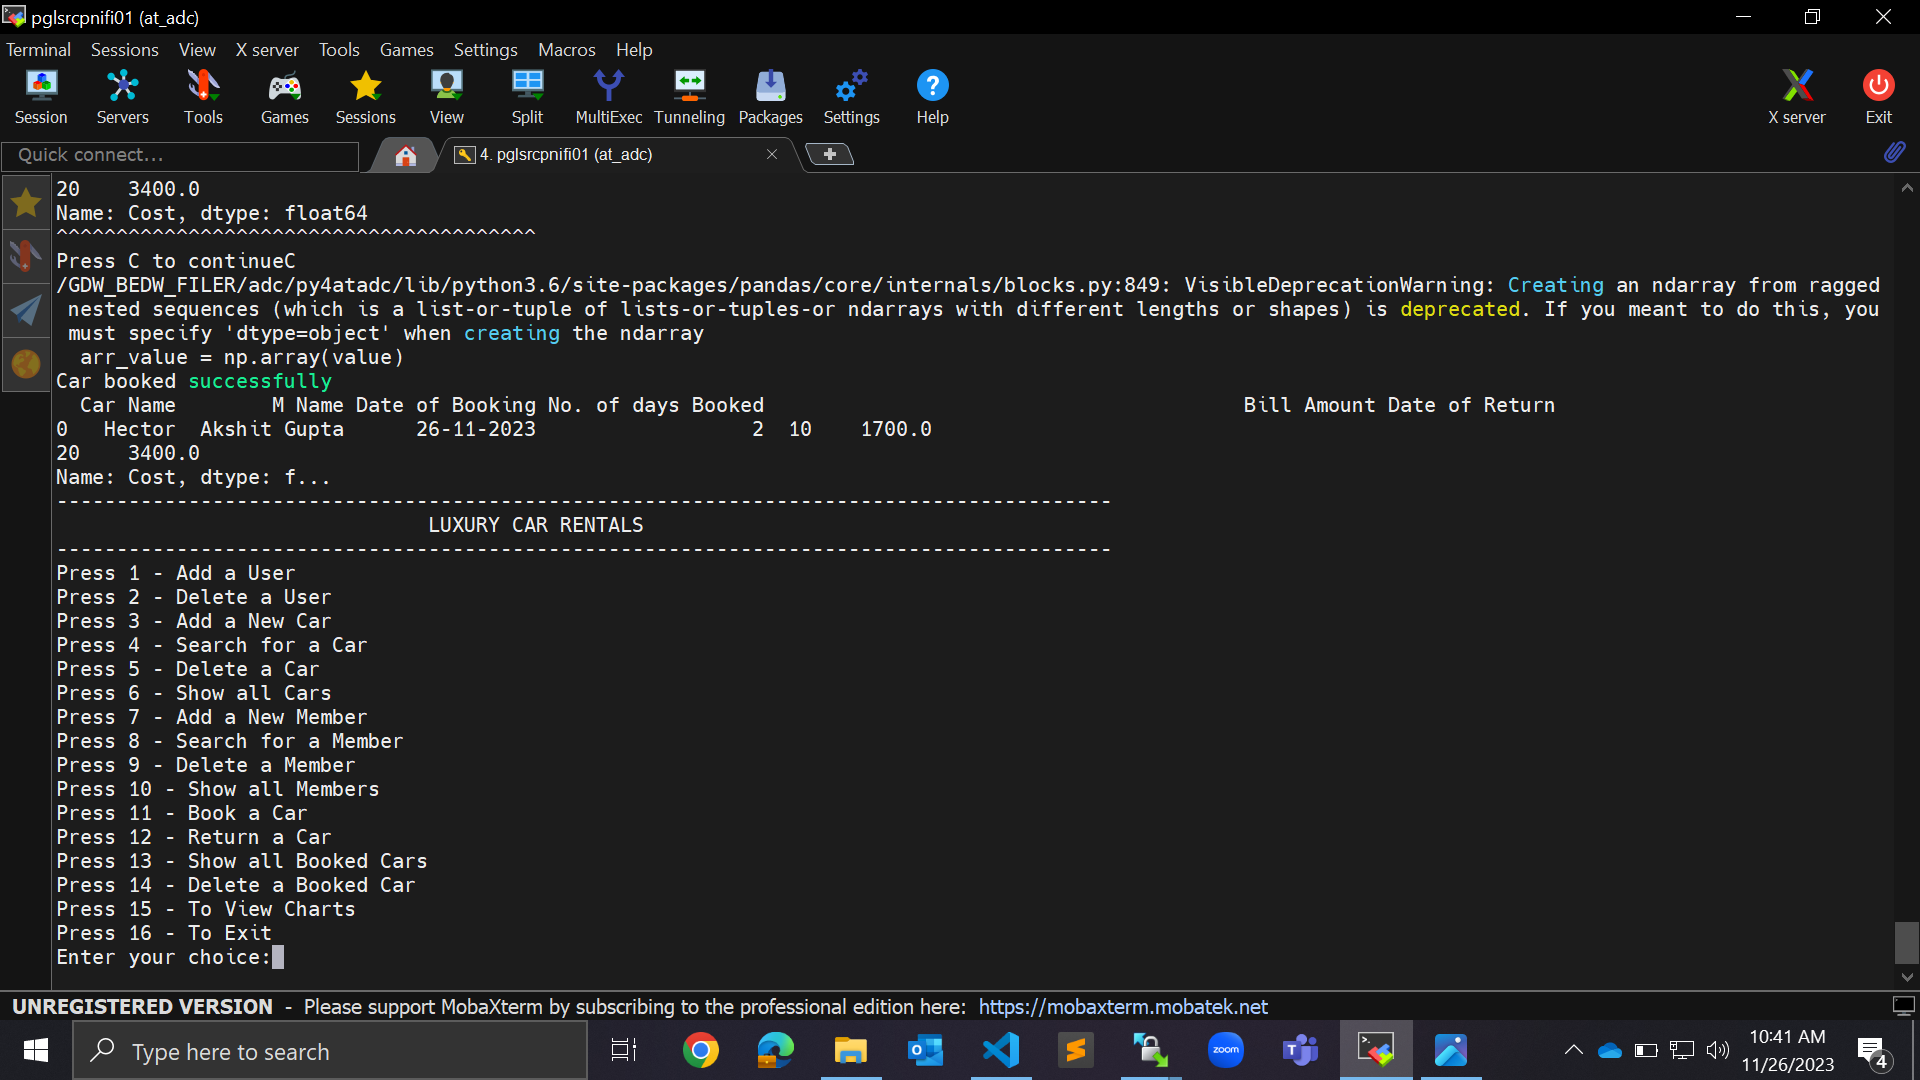 pglsrcpnifi01 (at_adc)
Terminal Sessions View X server Tools Games Settings Macros Help
Session Servers Tools Games Sessions View Split MultiExec Tunneling Packages Settings Help X server Exit
Quick connect... 4. pglsrcpnifi01 (at_adc)
20 3400.0
Name: Cost, dtype: float64
^^^^^^^^^^^^^^^^^^^^^^^^^^^^^^^^^^^^^^^^
Press C to continueC
/GDW_BEDW_FILER/adc/py4atadc/lib/python3.6/site-packages/pandas/core/internals/blocks.py:849: VisibleDeprecationWarning: Creating an ndarray from ragged
nested sequences (which is a list-or-tuple of lists-or-tuples-or ndarrays with different lengths or shapes) is deprecated. If you meant to do this, you
must specify 'dtype=object' when creating the ndarray
arr_value = np.array(value)
Car booked successfully
Car Name M Name Date of Booking No. of days Booked Bill Amount Date of Return
0 Hector Akshit Gupta 26-11-2023 2 10 1700.0
20 3400.0
Name: Cost, dtype: f...
----------------------------------------------------------------------------------------
LUXURY CAR RENTALS
----------------------------------------------------------------------------------------
Press 1 - Add a User
Press 2 - Delete a User
Press 3 - Add a New Car
Press 4 - Search for a Car
Press 5 - Delete a Car
Press 6 - Show all Cars
Press 7 - Add a New Member
Press 8 - Search for a Member
Press 9 - Delete a Member
Press 10 - Show all Members
Press 11 - Book a Car
Press 12 - Return a Car
Press 13 - Show all Booked Cars
Press 14 - Delete a Booked Car
Press 15 - To View Charts
Press 16 - To Exit
Enter your choice:
UNREGISTERED VERSION - Please support MobaXterm by subscribing to the professional edition here: https://mobaxterm.mobatek.net
Type here to search
zoom
10:41 AM
11/26/2023
4